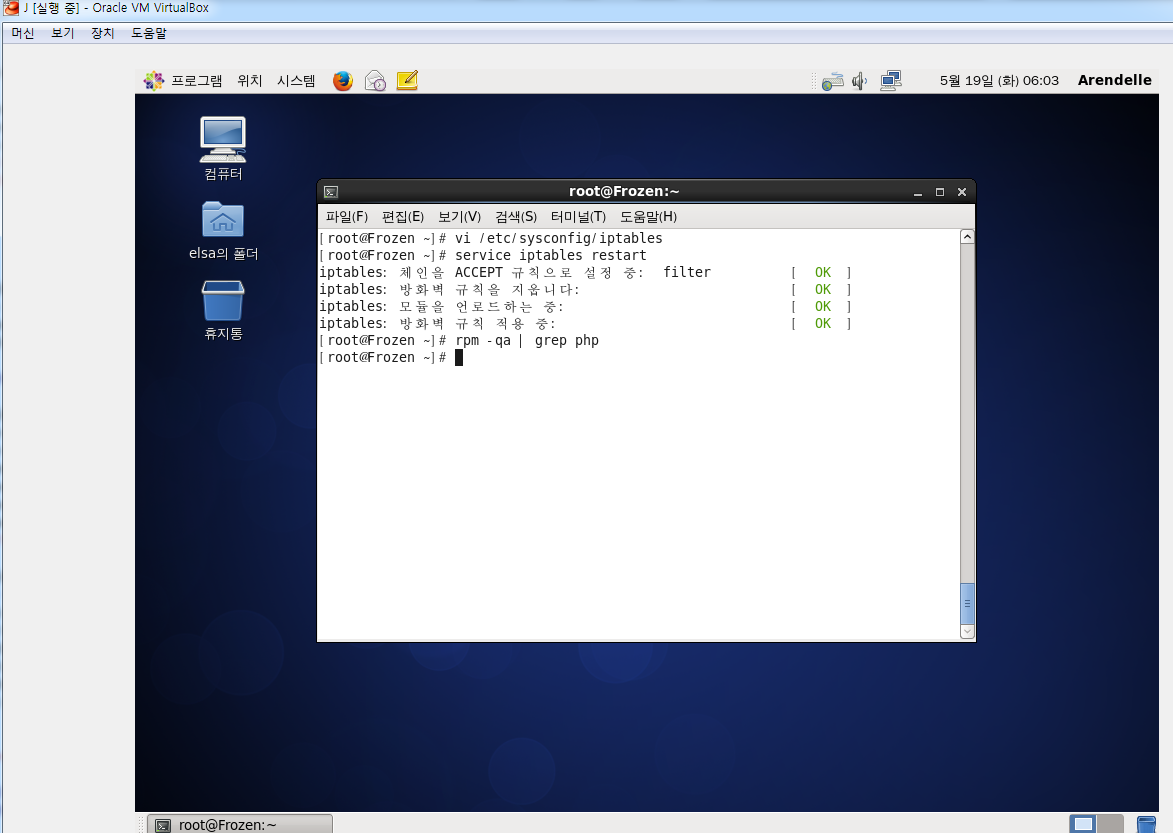 J [실행 중] - Oracle VM VirtualBox
머신 보기 장치 도움말
프로그램 위치 시스템 5월 19일 (화) 06:03 Arendelle
컴퓨터
elsa의 폴더
휴지통
root@Frozen:~
파일(F) 편집(E) 보기(V) 검색(S) 터미널(T) 도움말(H)
[root@Frozen ~]# vi /etc/sysconfig/iptables
[root@Frozen ~]# service iptables restart
iptables: 체인을 ACCEPT 규칙으로 설정 중: filter [ OK ]
iptables: 방화벽 규칙을 지웁니다: [ OK ]
iptables: 모듈을 언로드하는 중: [ OK ]
iptables: 방화벽 규칙 적용 중: [ OK ]
[root@Frozen ~]# rpm -qa | grep php
[root@Frozen ~]#
root@Frozen:~